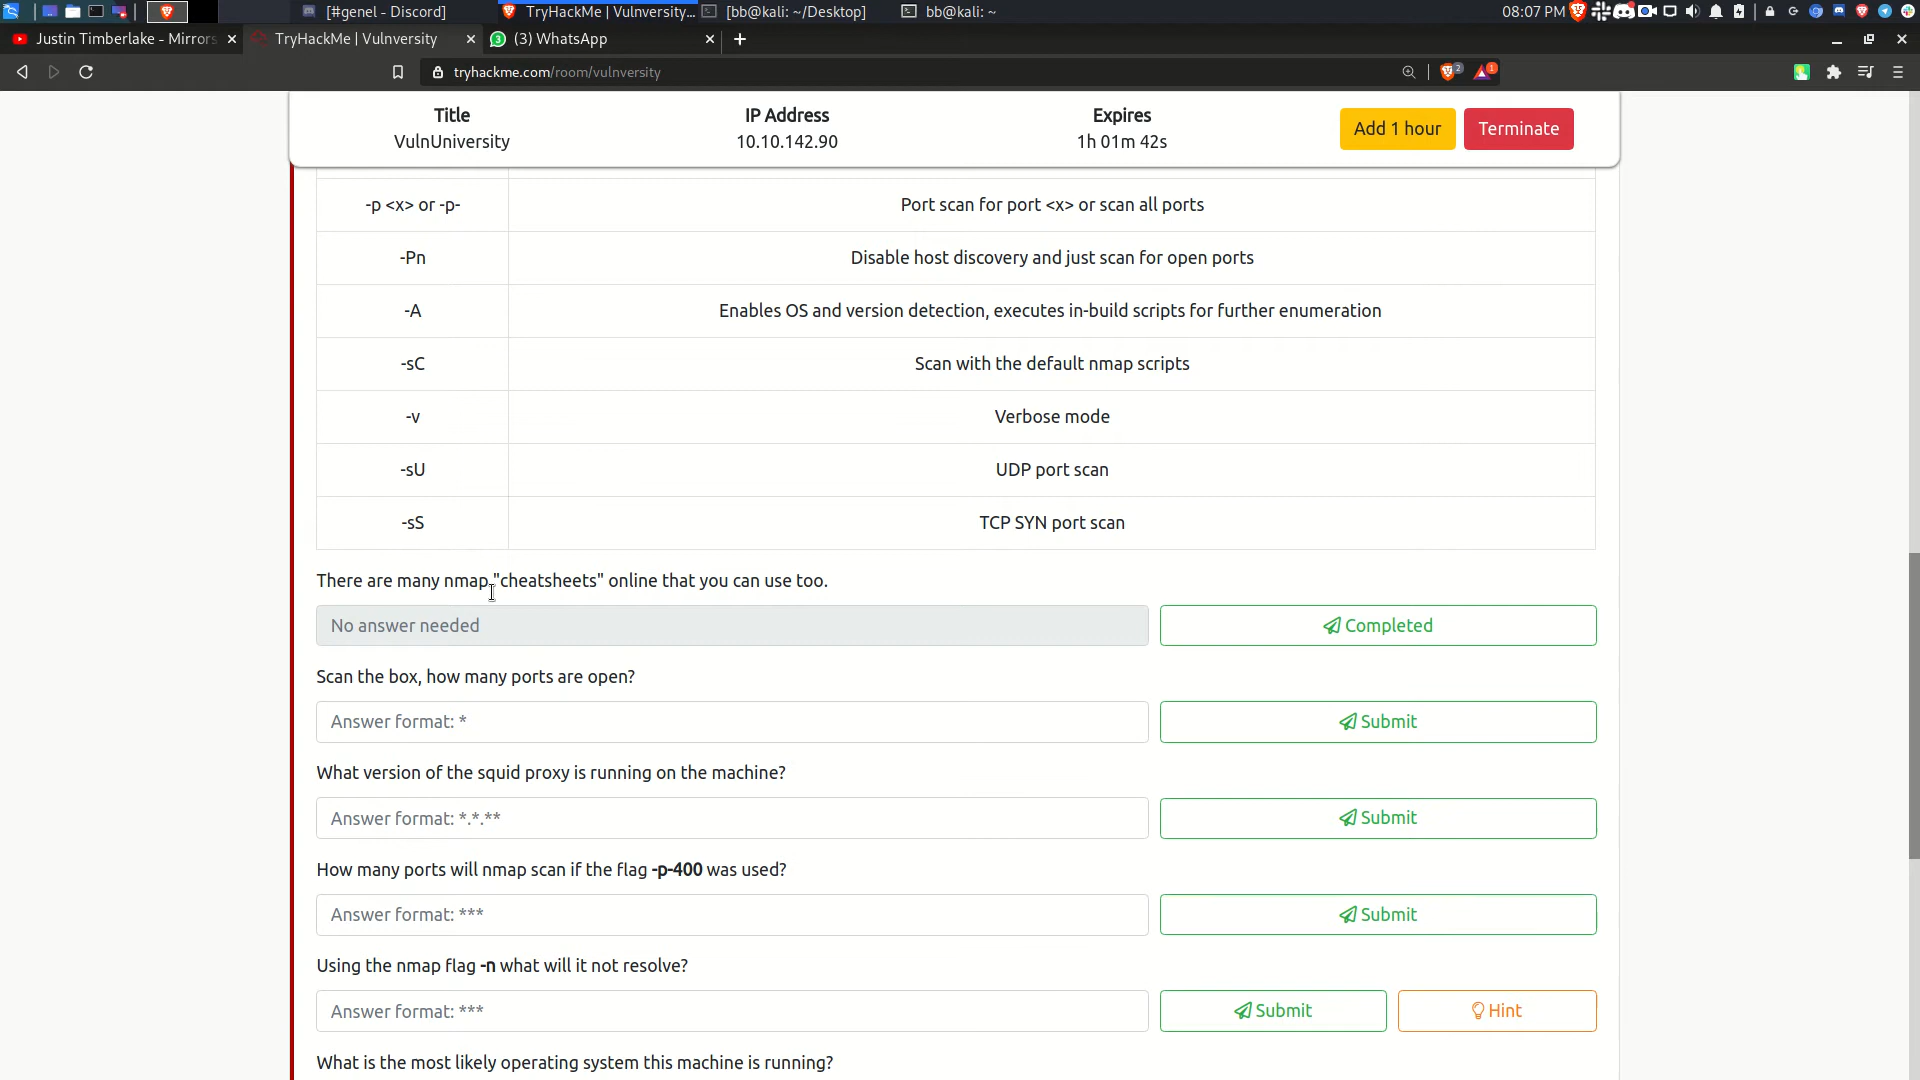 [#genel - Discord]
TryHackMe | Vulnversity...
[bb@kali: ~/Desktop]
bb@kali: ~
08:07 PM
Justin Timberlake - Mirrors
TryHackMe | Vulnversity
(3) WhatsApp
tryhackme.com/room/vulnversity
2
1
Title
IP Address
Expires
VulnUniversity
10.10.142.90
1h 01m 42s
Add 1 hour
Terminate
-p <x> or -p-
Port scan for port <x> or scan all ports
-Pn
Disable host discovery and just scan for open ports
-A
Enables OS and version detection, executes in-build scripts for further enumeration
-sC
Scan with the default nmap scripts
-v
Verbose mode
-sU
UDP port scan
-sS
TCP SYN port scan
There are many nmap "cheatsheets" online that you can use too.
No answer needed
Completed
Scan the box, how many ports are open?
Answer format: *
Submit
What version of the squid proxy is running on the machine?
Answer format: *.*.**
Submit
How many ports will nmap scan if the flag -p-400 was used?
Answer format: ***
Submit
Using the nmap flag -n what will it not resolve?
Answer format: ***
Submit
Hint
What is the most likely operating system this machine is running?